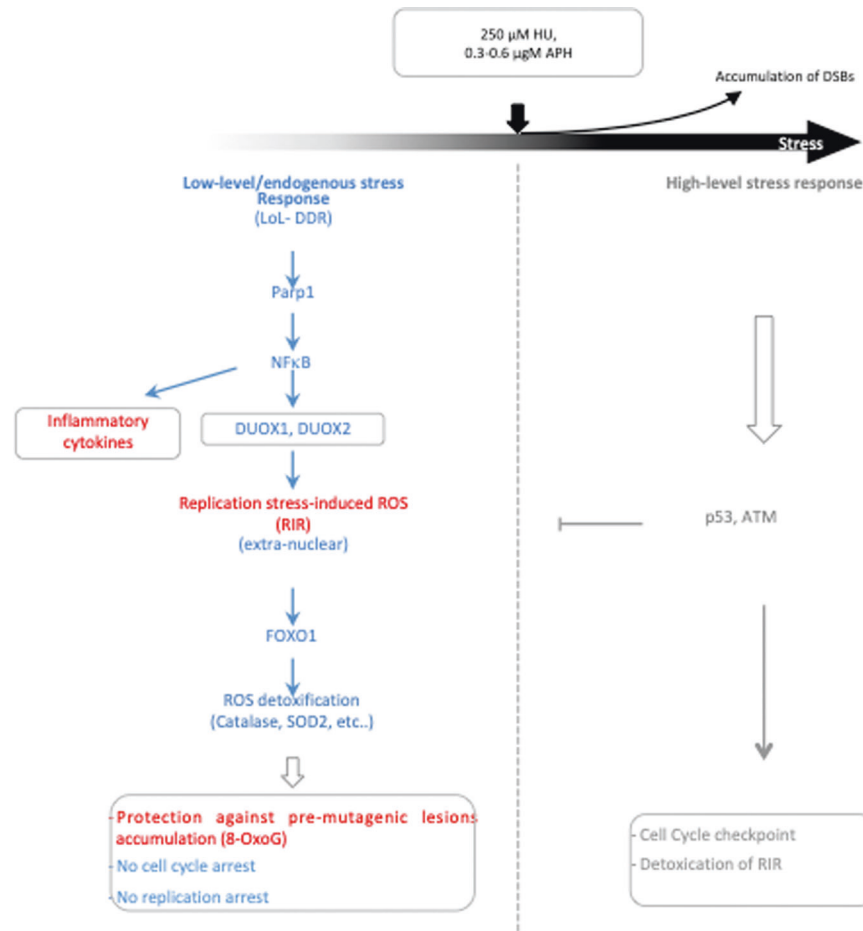 250 µM HU,
0.3-0.6 µgM APH
Accumulation of DSBs
Stress
Low-level/endogenous stress
Response
(LoL- DDR)
High-level stress response
Parp1
NFκB
Inflammatory
cytokines
DUOX1, DUOX2
Replication stress-induced ROS
(RIR)
(extra-nuclear)
p53, ATM
FOXO1
ROS detoxification
(Catalase, SOD2, etc..)
-Protection against pre-mutagenic lesions
accumulation (8-OxoG)
-No cell cycle arrest
-No replication arrest
- Cell Cycle checkpoint
- Detoxication of RIR